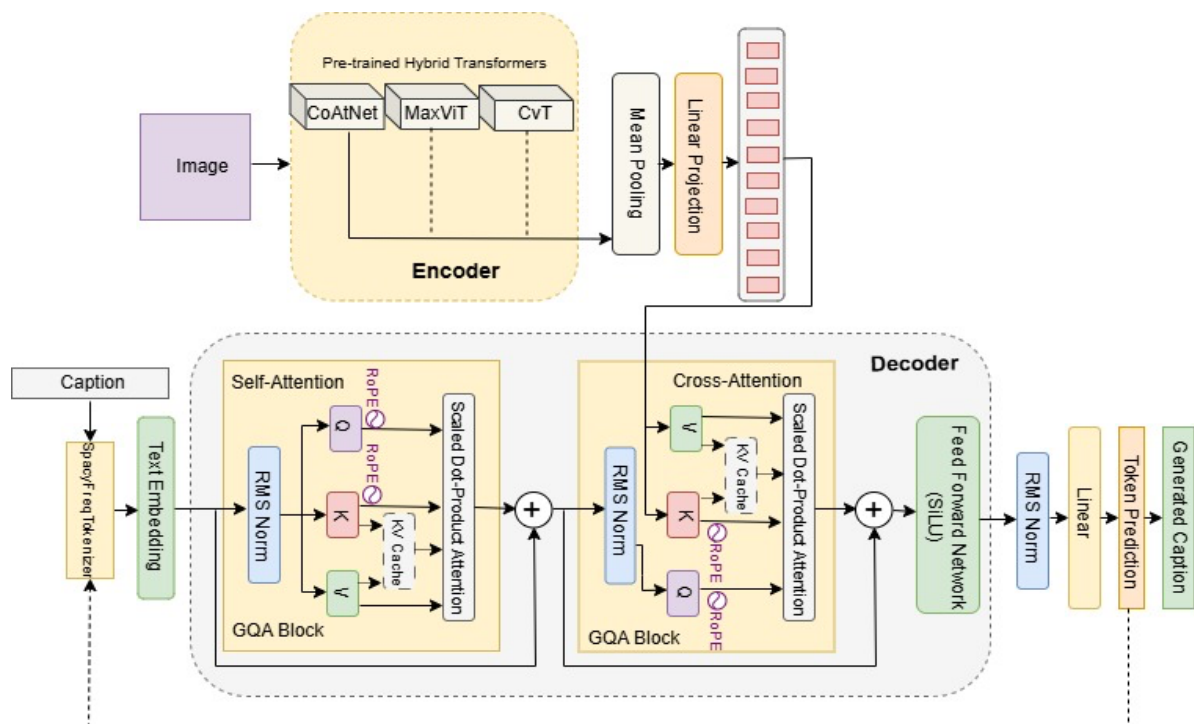 Pre-trained Hybrid Transformers
CoAtNet
MaxViT
CvT
Image
Encoder
Mean Pooling
Linear Projection
Decoder
Caption
SpacyFreqTokenizer
Text Embedding
Self-Attention
RMS Norm
Q
RoPE
K
RoPE
V
KV Cache
Scaled Dot-Product Attention
GQA Block
+
Cross-Attention
RMS Norm
V
KV Cache
K
RoPE
Q
RoPE
Scaled Dot-Product Attention
GQA Block
+
Feed Forward Network
(SiLU)
RMS Norm
Linear
Token Prediction
Generated Caption